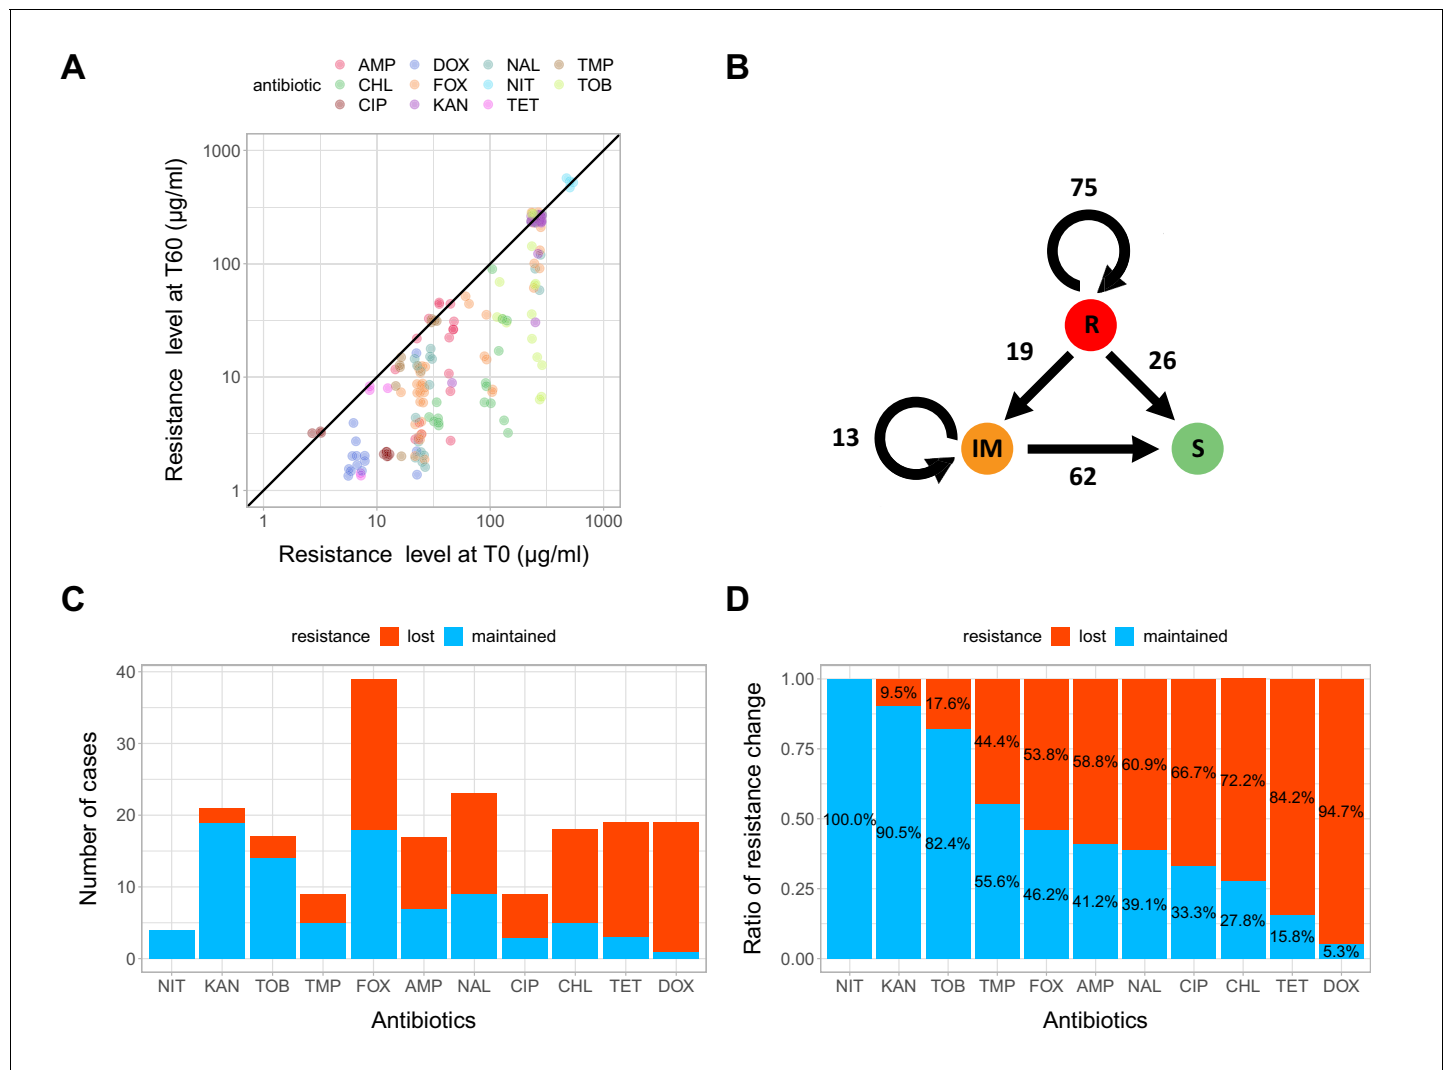 A
antibiotic
AMP DOX NAL TMP
CHL FOX NIT TOB
CIP KAN TET
Resistance level at T60 (µg/ml)
1000
100
10
1
1 10 100 1000
Resistance level at T0 (µg/ml)
B
75
R
19 26
13
IM S
62
C
resistance lost maintained
Number of cases
40
30
20
10
0
NIT KAN TOB TMP FOX AMP NAL CIP CHL TET DOX
Antibiotics
D
resistance lost maintained
Ratio of resistance change
1.00
0.75
0.50
0.25
0.00
9.5% 17.6% 44.4% 53.8% 58.8% 60.9% 66.7% 72.2% 84.2% 94.7%
100.0% 90.5% 82.4% 55.6% 46.2% 41.2% 39.1% 33.3% 27.8% 15.8% 5.3%
NIT KAN TOB TMP FOX AMP NAL CIP CHL TET DOX
Antibiotics